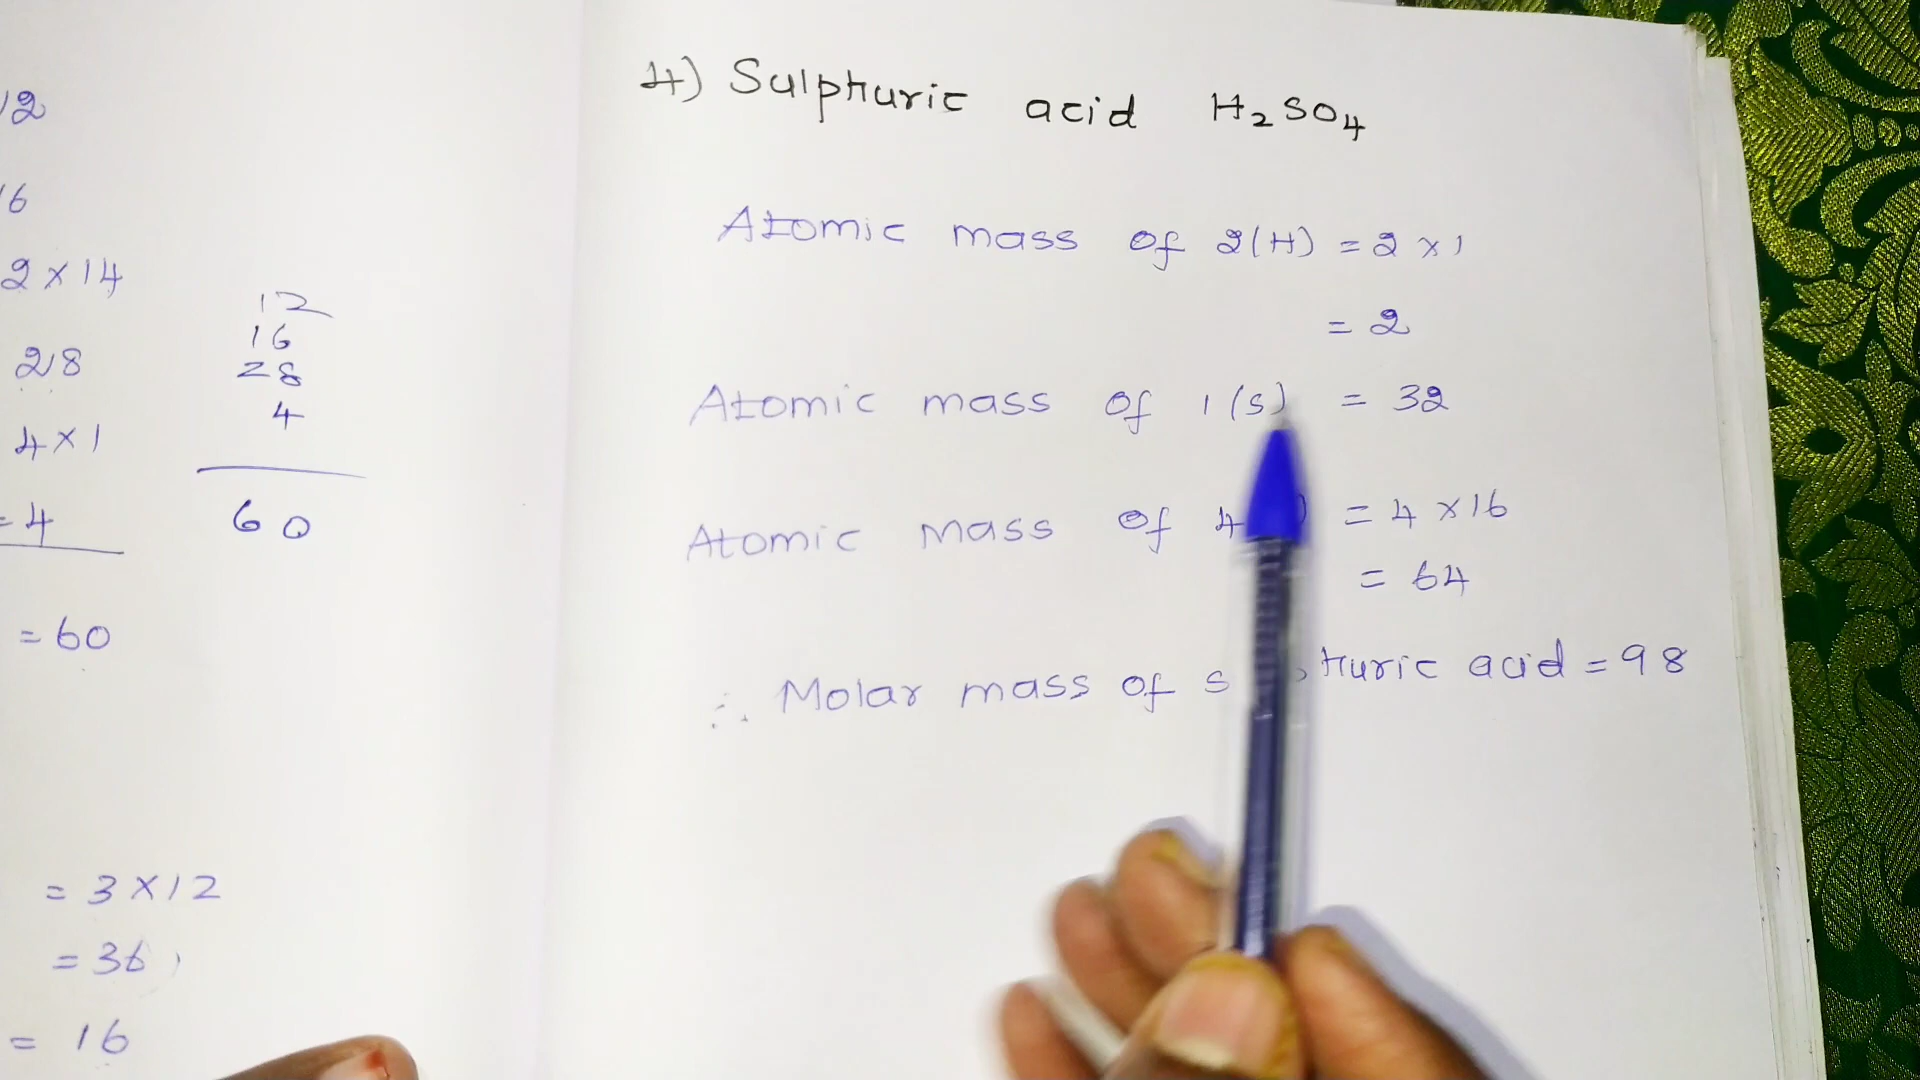 12
16
2 × 14
28
4 × 1
= 4
= 60
12
16
28
4
60
= 3 × 12
= 36
= 16
4) Sulphuric acid H₂SO₄
Atomic mass of 2(H) = 2 × 1
= 2
Atomic mass of 1(S) = 32
Atomic mass of 4 ) = 4 × 16
= 64
∴ Molar mass of s huric acid = 98